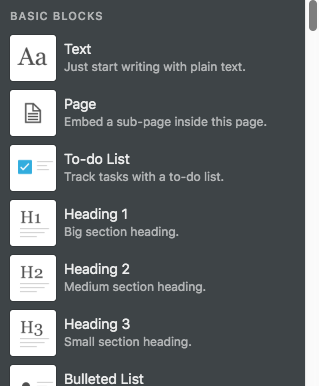 BASIC BLOCKS
Aa
Text
Just start writing with plain text.
Page
Embed a sub-page inside this page.
To-do List
Track tasks with a to-do list.
H1
Heading 1
Big section heading.
H2
Heading 2
Medium section heading.
H3
Heading 3
Small section heading.
Bulleted List